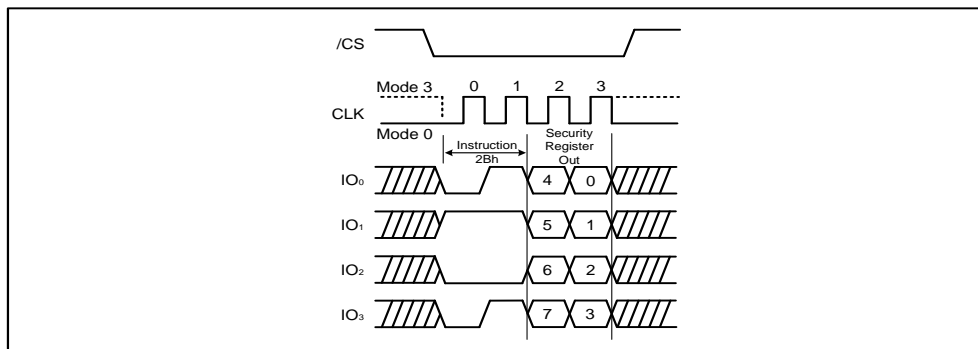 /CS
Mode 3 0 1 2 3
CLK
Mode 0
Instruction
2Bh
Security
Register
Out
IO₀ 4 0
IO₁ 5 1
IO₂ 6 2
IO₃ 7 3